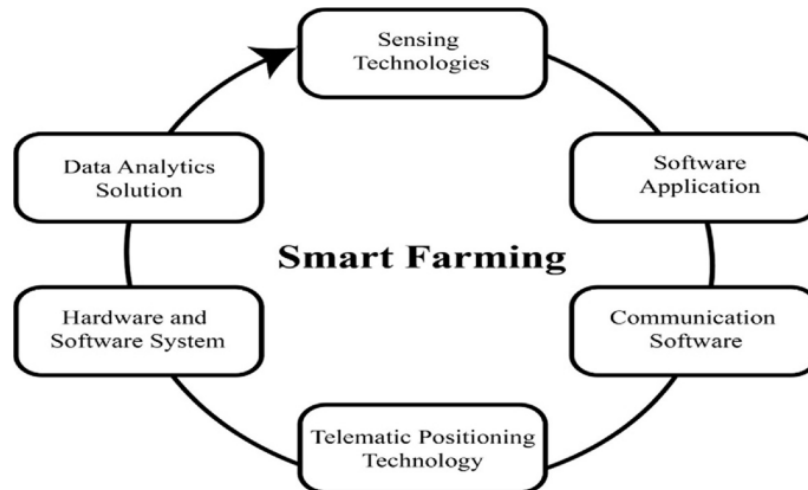 Sensing
Technologies
Software
Application
Communication
Software
Telematic Positioning
Technology
Hardware and
Software System
Data Analytics
Solution
Smart Farming